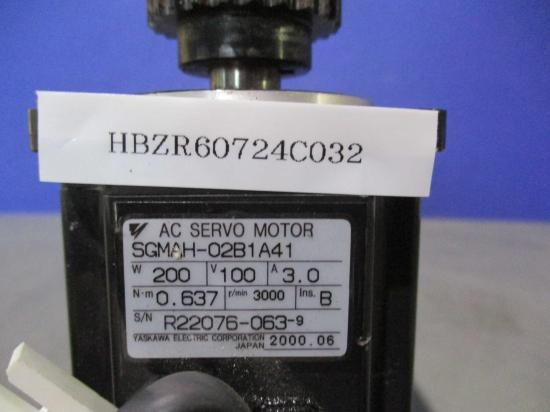 HBZR60724C032
AC SERVO MOTOR
SGMAH-02B1A41
W 200 V 100 A 3.0
N·m 0.637 r/min 3000 Ins. B
S/N R22076-063-9
YASKAWA ELECTRIC CORPORATION
JAPAN 2000.06